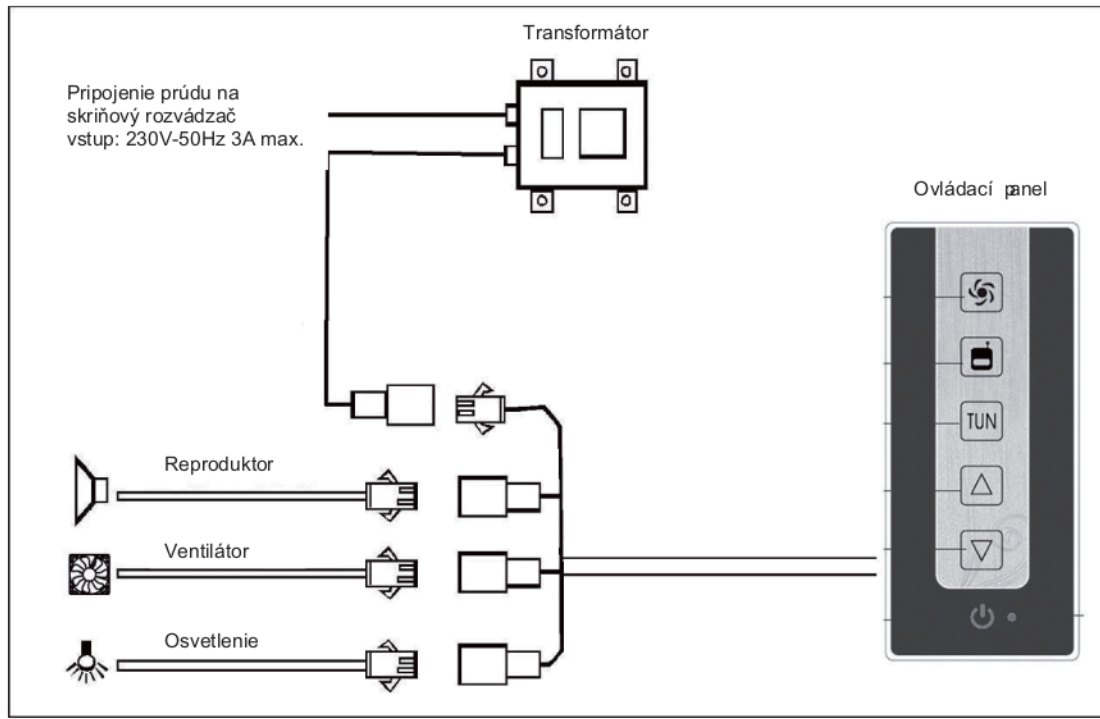 Transformátor
Pripojenie prúdu na
skriňový rozvádzač
vstup: 230V-50Hz 3A max.
Ovládací panel
TUN
Reproduktor
Ventilátor
Osvetlenie